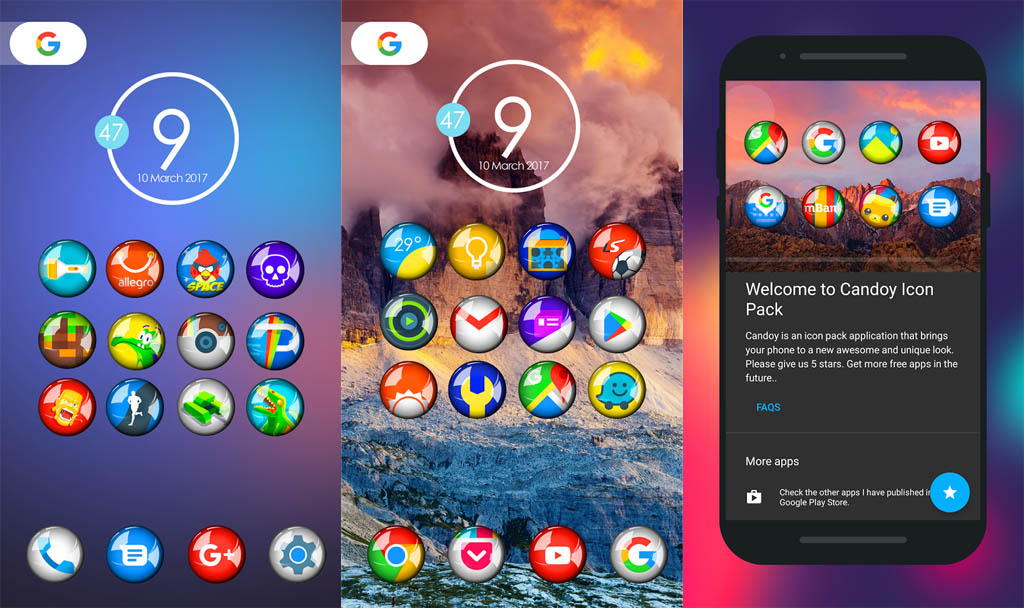 G
47
9
10 March 2017
allegro
SPACE
P
G+
G
47
9
10 March 2017
29°
LS
G
G
G
G
G
mBank
Welcome to Candoy Icon
Pack
Candoy is an icon pack application that brings
your phone to a new awesome and unique look.
Please give us 5 stars. Get more free apps in the
future..
FAQS
More apps
Check the other apps I have published in
Google Play Store.